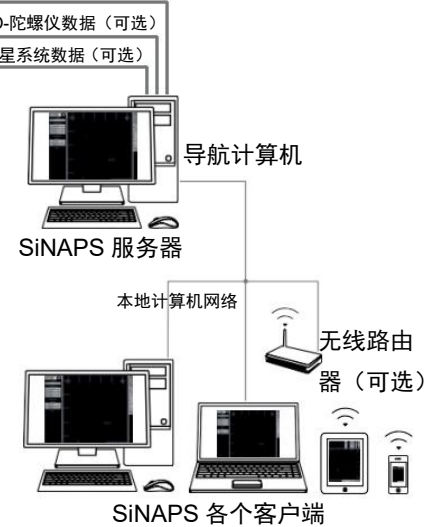 O-陀螺仪数据（可选）
星系统数据（可选）
导航计算机
SiNAPS 服务器
本地计算机网络
无线路由
器（可选）
SiNAPS 各个客户端